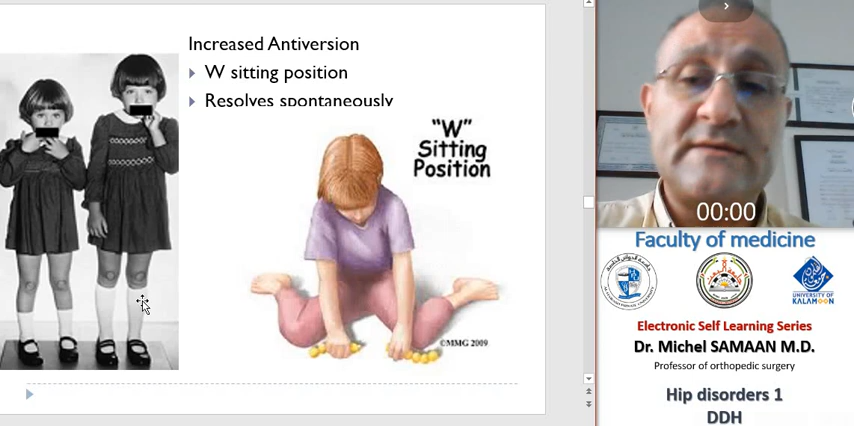 Increased Antiversion
W sitting position
Resolves spontaneously
"W"
Sitting
Position
©MMG 2009
00:00
Faculty of medicine
UNIVERSITY OF
KALAMOON
Electronic Self Learning Series
Dr. Michel SAMAAN M.D.
Professor of orthopedic surgery
Hip disorders 1
DDH